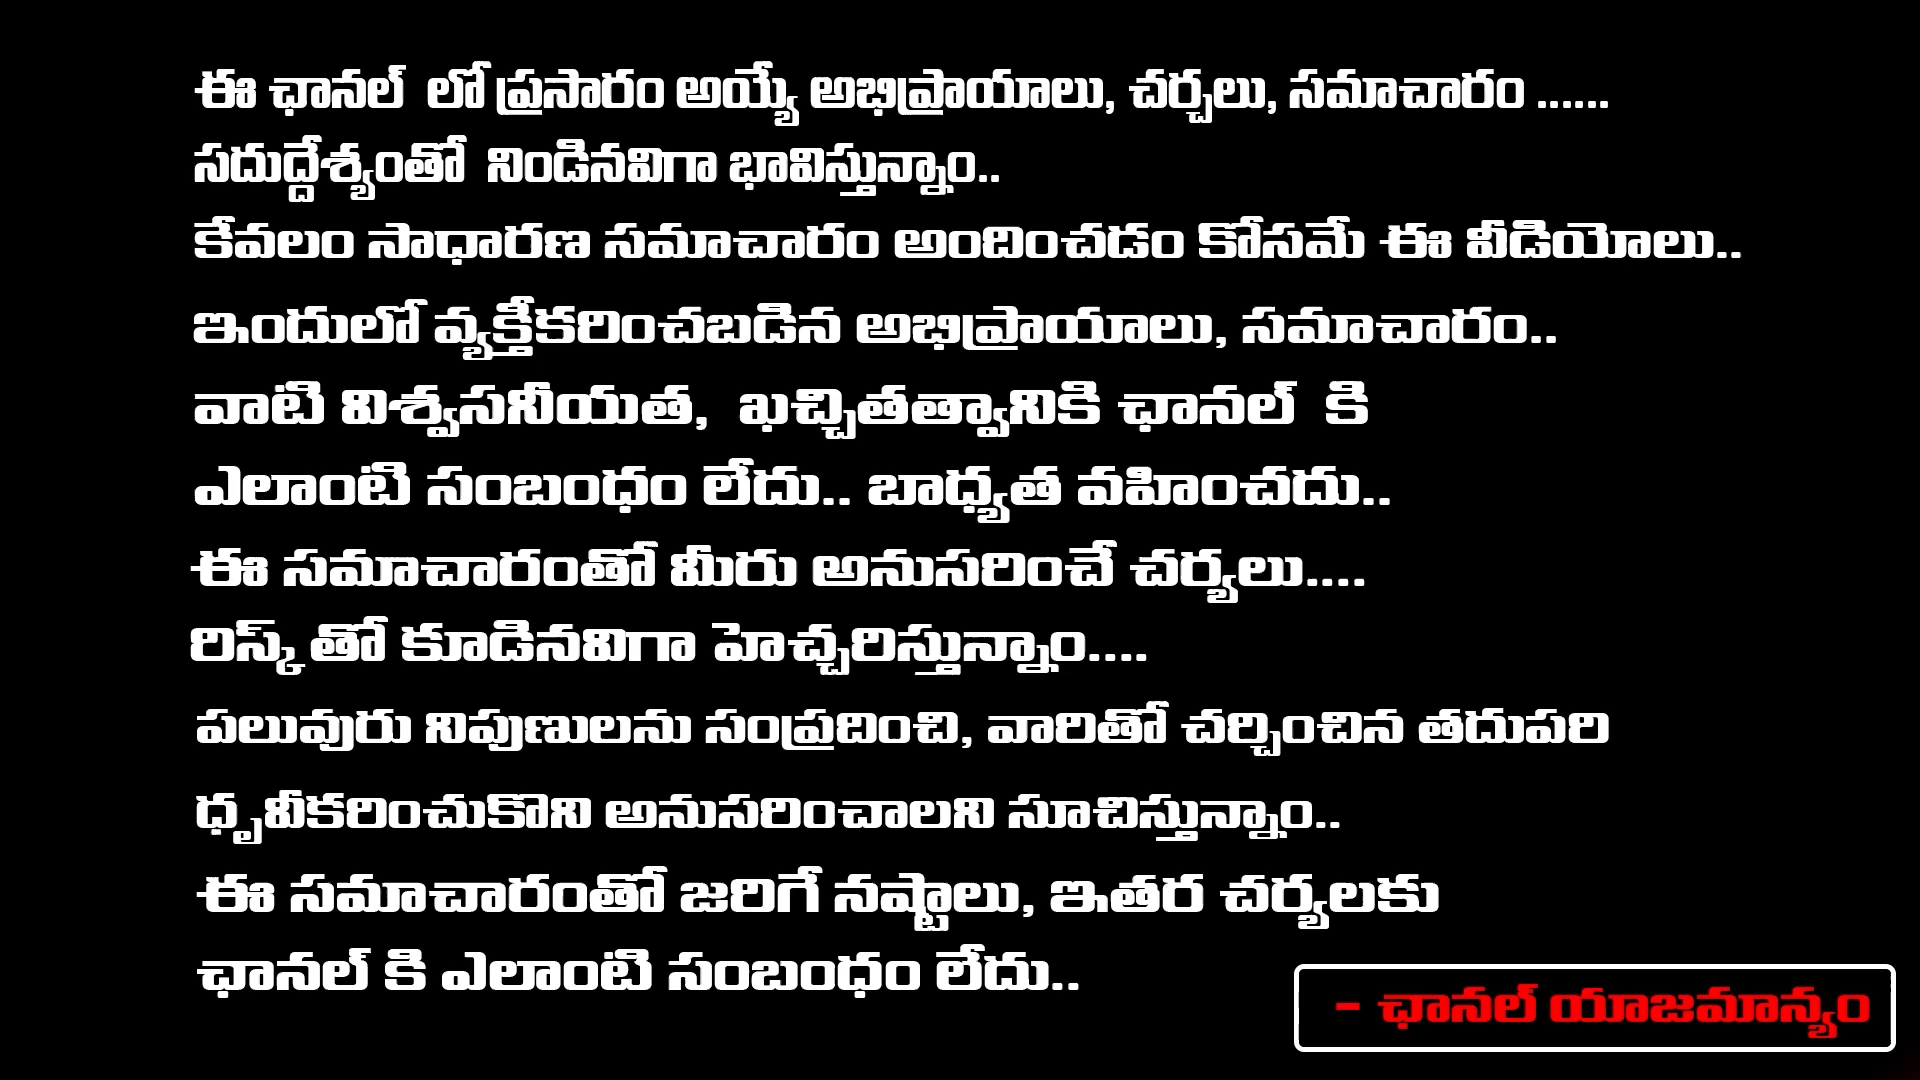 ఈ ఛానల్ లో ప్రసారం అయ్యే అభిప్రాయాలు, చర్చలు, సమాచారం ......
సదుద్దేశ్యంతో నిండినవిగా భావిస్తున్నాం..
కేవలం సాధారణ సమాచారం అందించడం కోసమే ఈ వీడియోలు..
ఇందులో వ్యక్తీకరించబడిన అభిప్రాయాలు, సమాచారం..
వాటి విశ్వసనీయత, ఖచ్చితత్వానికి ఛానల్ కి
ఎలాంటి సంబంధం లేదు.. బాధ్యత వహించదు..
ఈ సమాచారంతో మీరు అనుసరించే చర్యలు....
రిస్క్ తో కూడినవిగా హెచ్చరిస్తున్నాం....
పలువురు నిపుణులను సంప్రదించి, వారితో చర్చించిన తదుపరి
ధృవీకరించుకొని అనుసరించాలని సూచిస్తున్నాం..
ఈ సమాచారంతో జరిగే నష్టాలు, ఇతర చర్యలకు
ఛానల్ కి ఎలాంటి సంబంధం లేదు..
- ఛానల్ యాజమాన్యం